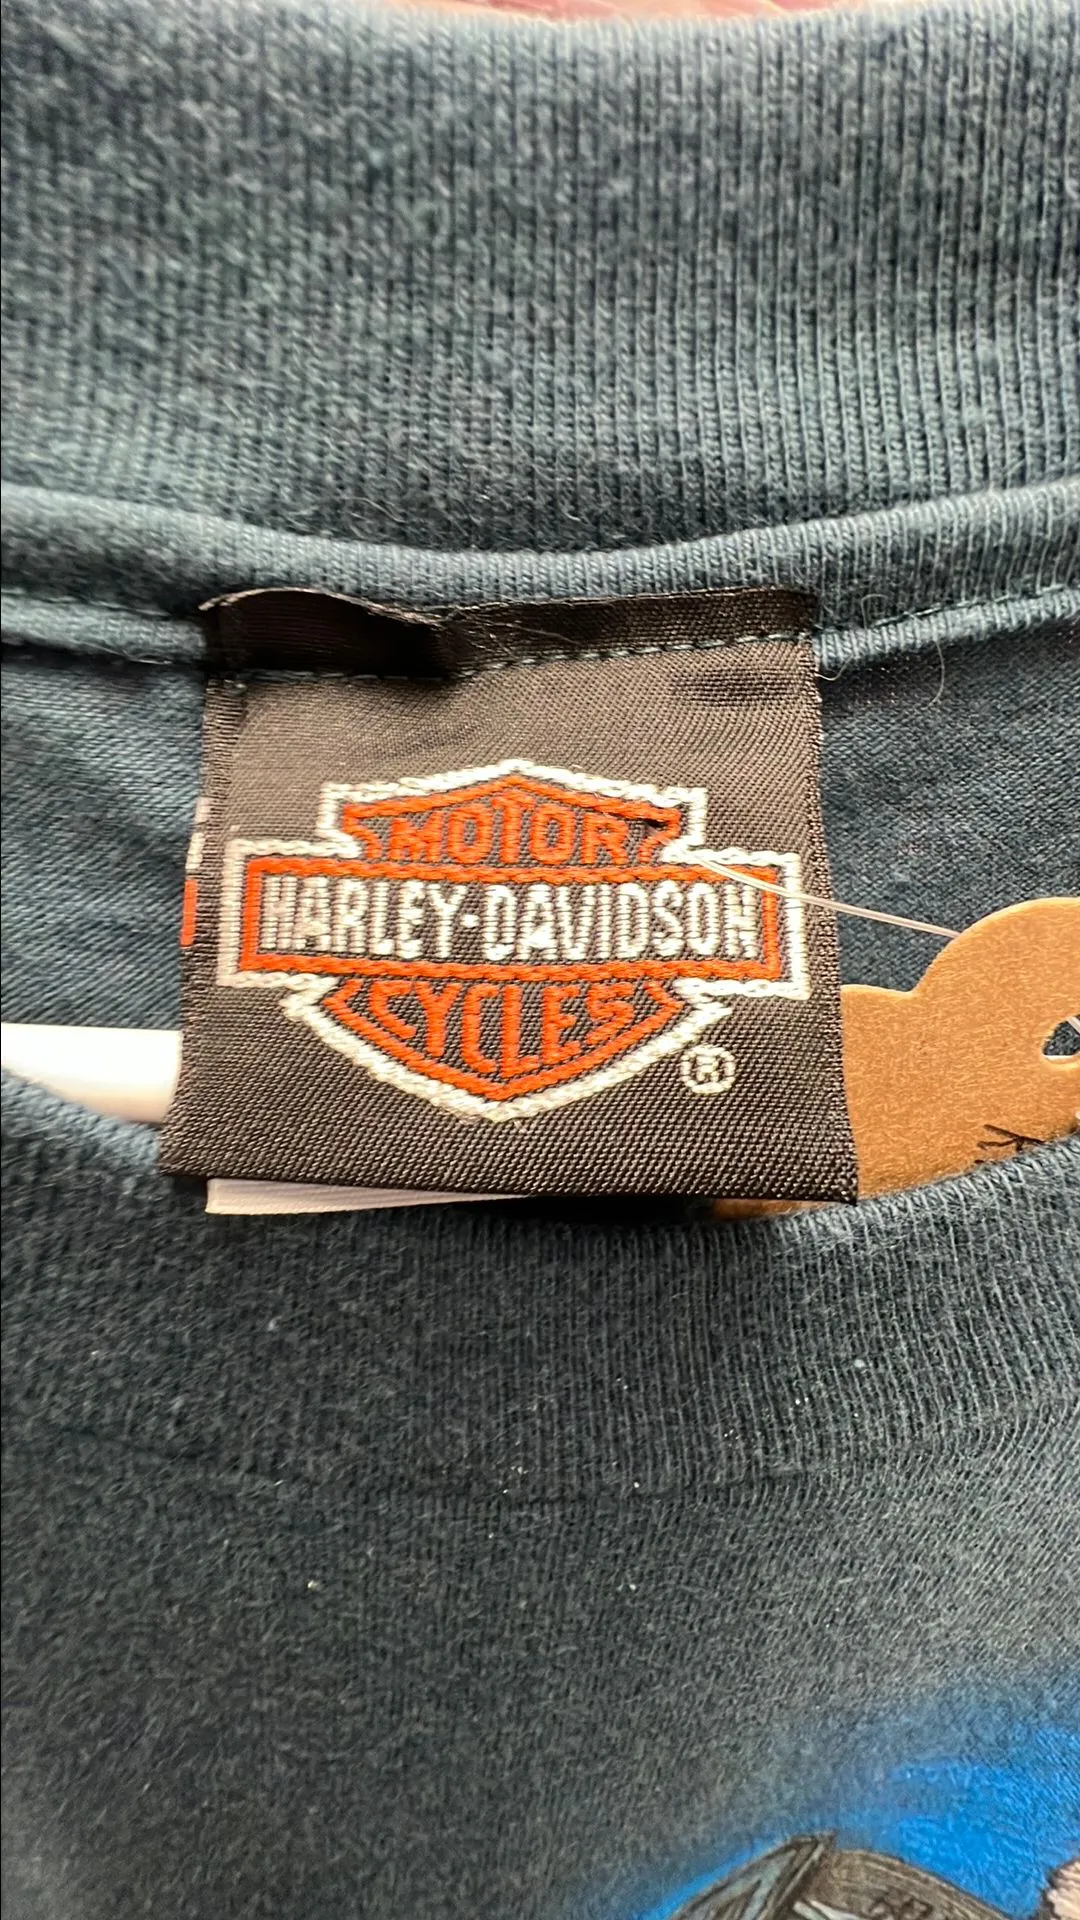 MOTOR
HARLEY-DAVIDSON
CYCLES
®